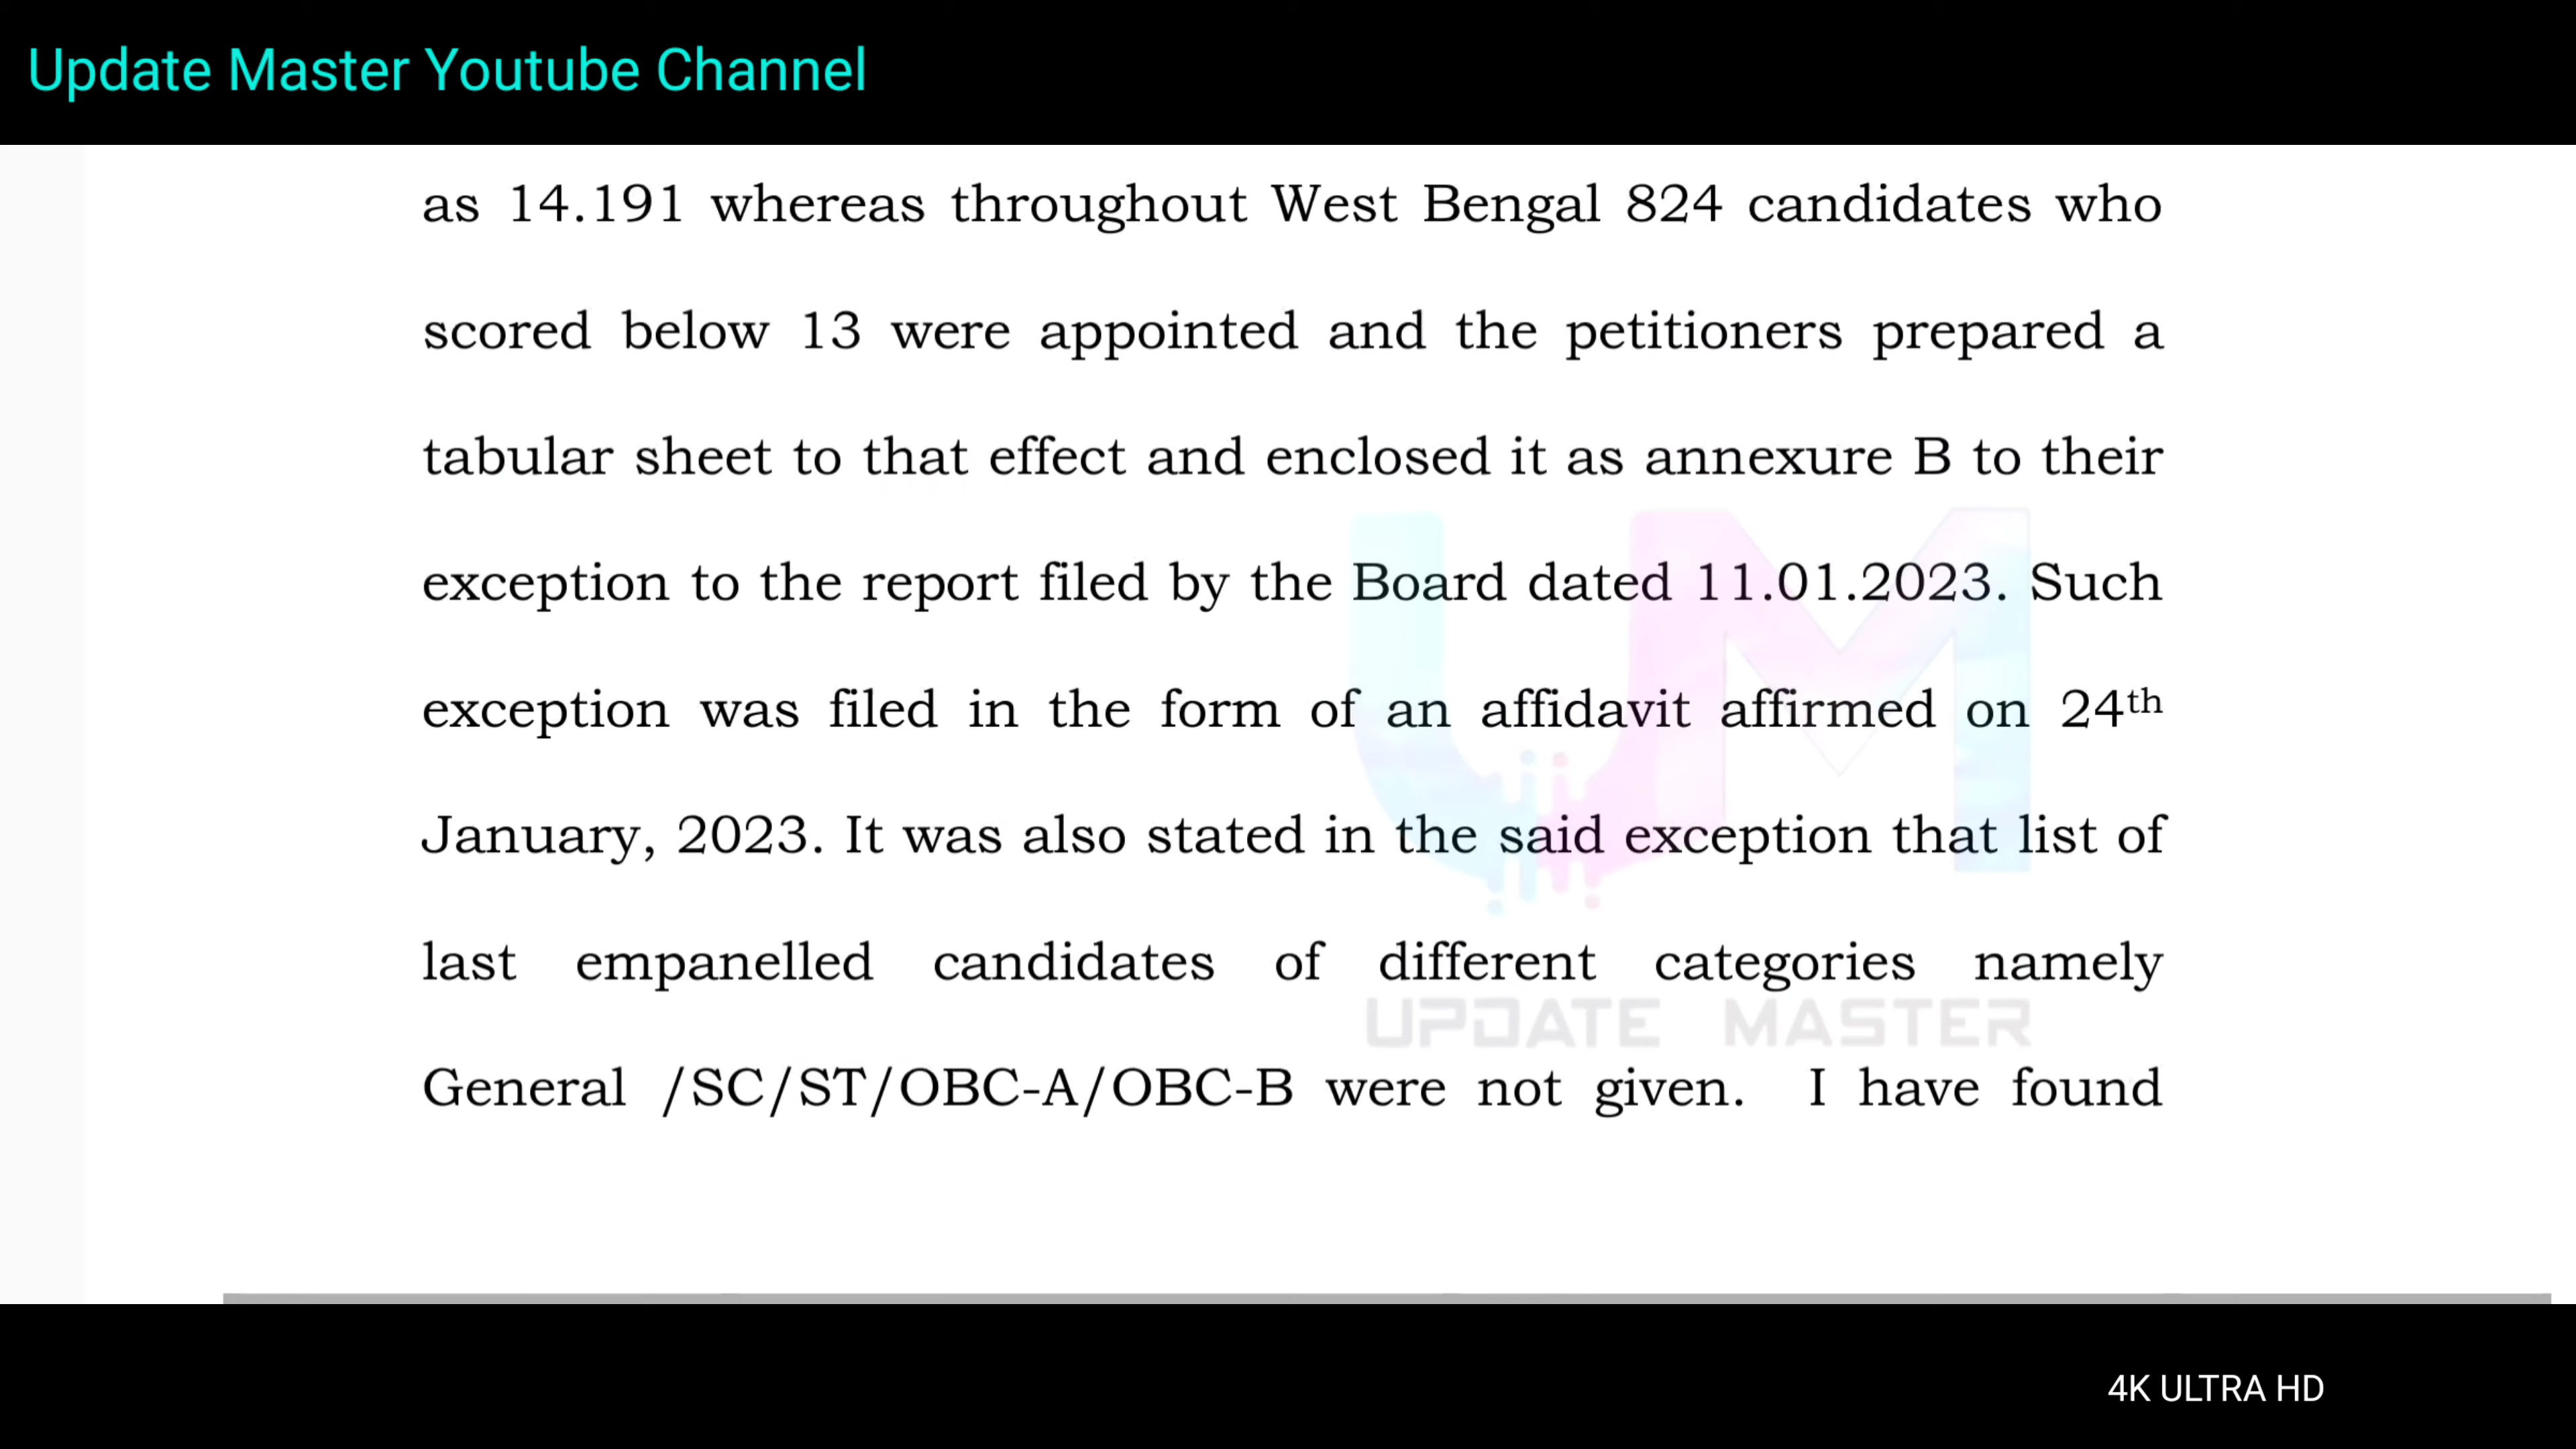 Update Master Youtube Channel
as 14.191 whereas throughout West Bengal 824 candidates who
scored below 13 were appointed and the petitioners prepared a
tabular sheet to that effect and enclosed it as annexure B to their
exception to the report filed by the Board dated 11.01.2023. Such
exception was filed in the form of an affidavit affirmed on 24th
January, 2023. It was also stated in the said exception that list of
last empanelled candidates of different categories namely
UPDATE MASTER
General /SC/ST/OBC-A/OBC-B were not given. I have found
4K ULTRA HD